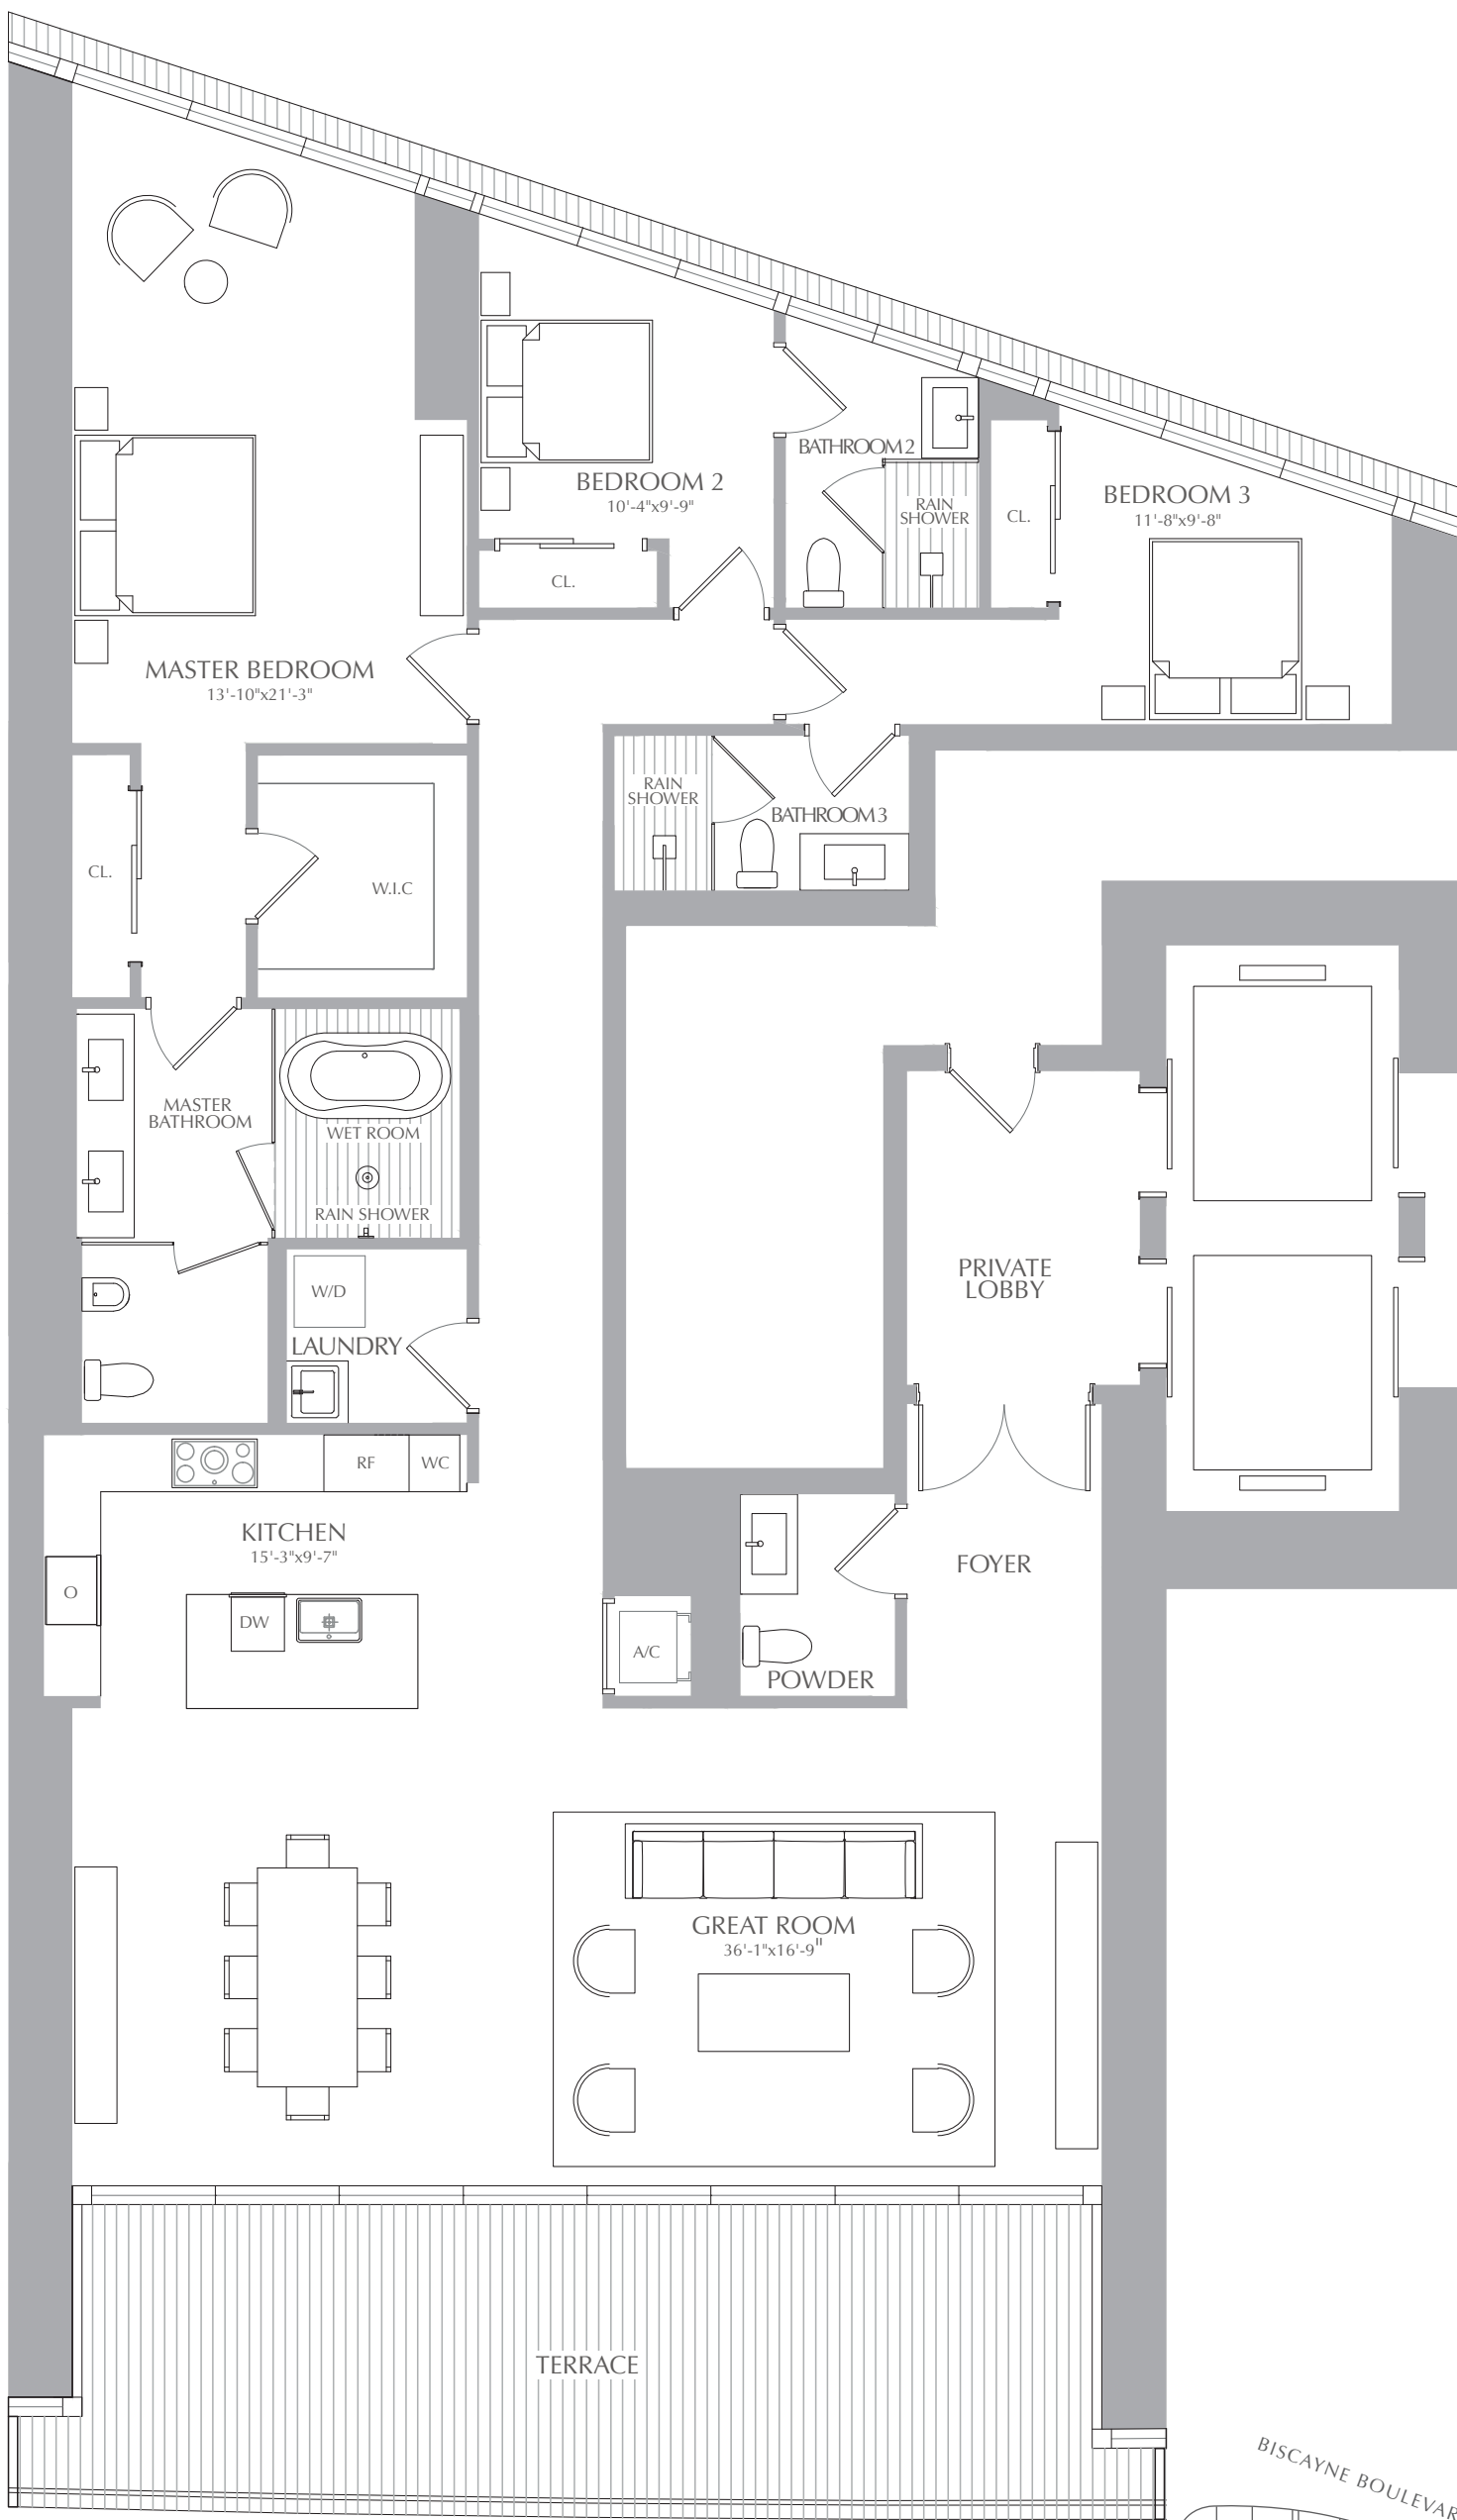 BEDROOM 2
10'-4"x9'-9"
CL.
BATHROOM 2
RAIN
SHOWER
CL.
BEDROOM 3
11'-8"x9'-8"
MASTER BEDROOM
13'-10"x21'-3"
RAIN
SHOWER
BATHROOM 3
CL.
W.I.C
MASTER
BATHROOM
WET ROOM
RAIN SHOWER
W/D
LAUNDRY
PRIVATE
LOBBY
RF
WC
KITCHEN
15'-3"x9'-7"
O
DW
FOYER
A/C
POWDER
GREAT ROOM
36'-1"x16'-9"
TERRACE
BISCAYNE BOULEVAR